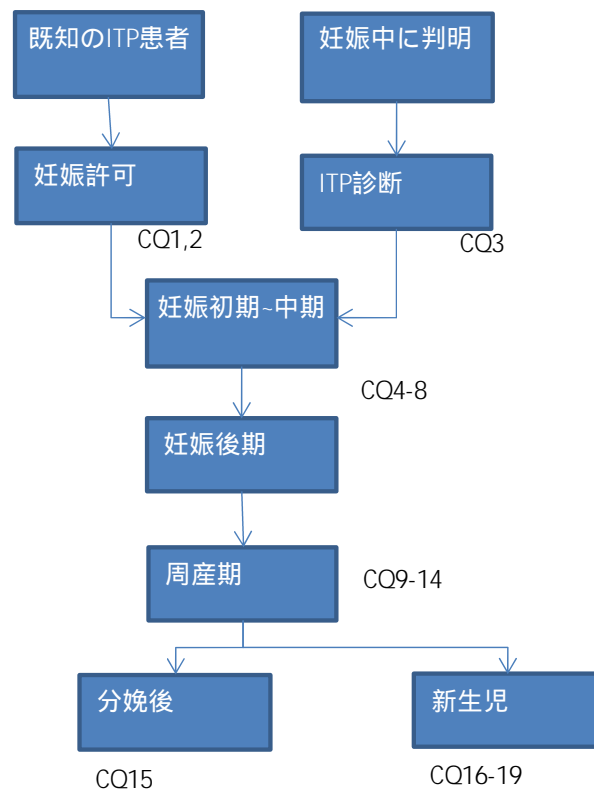 既知のITP患者
妊娠中に判明
妊娠許可
ITP診断
CQ1,2
CQ3
妊娠初期~中期
CQ4-8
妊娠後期
周産期
CQ9-14
分娩後
新生児
CQ15
CQ16-19